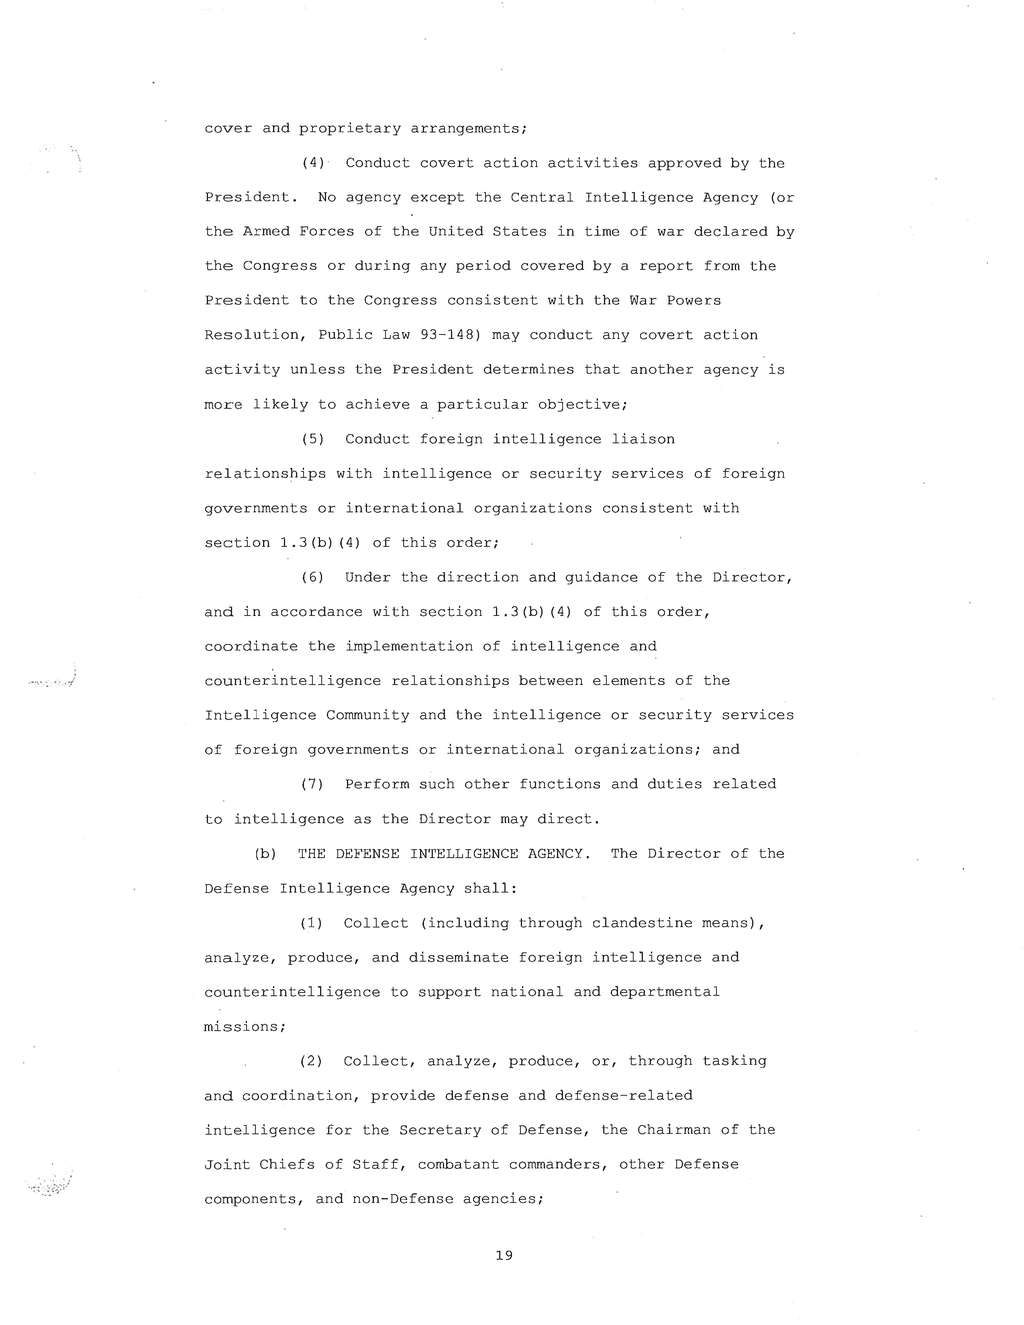 cover and proprietary arrangements;
(4) Conduct covert action activities approved by the
President. No agency except the Central Intelligence Agency (or
the Armed Forces of the United States in time of war declared by
the Congress or during any period covered by a report from the
President to the Congress consistent with the War Powers
Resolution, Public Law 93-148) may conduct any covert action
activity unless the President determines that another agency is
more likely to achieve a particular objective;
(5) Conduct foreign intelligence liaison
relationships with intelligence or security services of foreign
governments or international organizations consistent with
section 1.3(b)(4) of this order;
(6) Under the direction and guidance of the Director,
and in accordance with section 1.3(b)(4) of this order,
coordinate the implementation of intelligence and
counterintelligence relationships between elements of the
Intelligence Community and the intelligence or security services
of foreign governments or international organizations; and
(7) Perform such other functions and duties related
to intelligence as the Director may direct.
(b) THE DEFENSE INTELLIGENCE AGENCY. The Director of the
Defense Intelligence Agency shall:
(1) Collect (including through clandestine means),
analyze, produce, and disseminate foreign intelligence and
counterintelligence to support national and departmental
missions;
(2) Collect, analyze, produce, or, through tasking
and coordination, provide defense and defense-related
intelligence for the Secretary of Defense, the Chairman of the
Joint Chiefs of Staff, combatant commanders, other Defense
components, and non-Defense agencies;
19